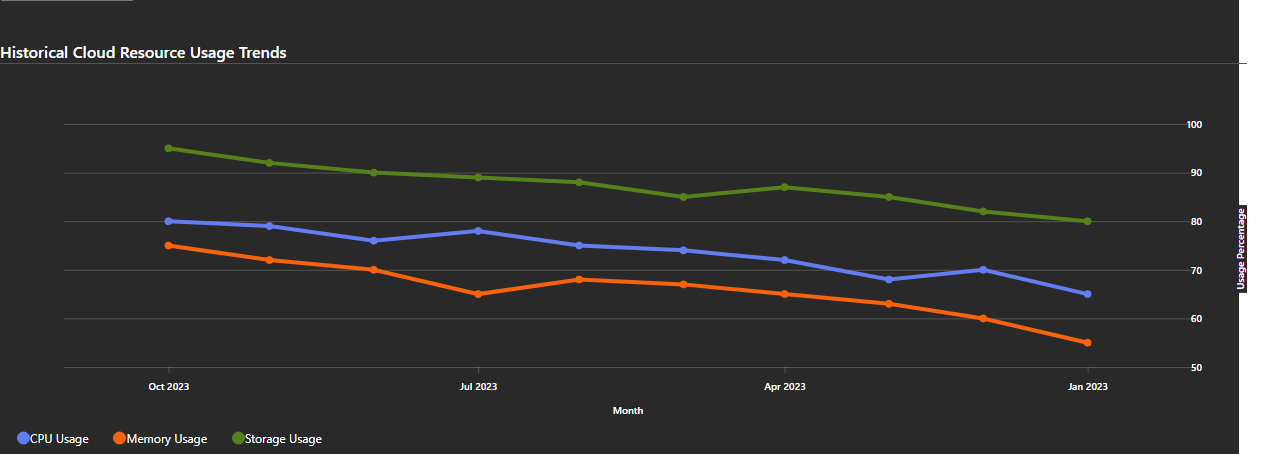 Historical Cloud Resource Usage Trends
100
90
80
70
60
50
Usage Percentage
Oct 2023
Jul 2023
Apr 2023
Jan 2023
Month
CPU Usage
Memory Usage
Storage Usage